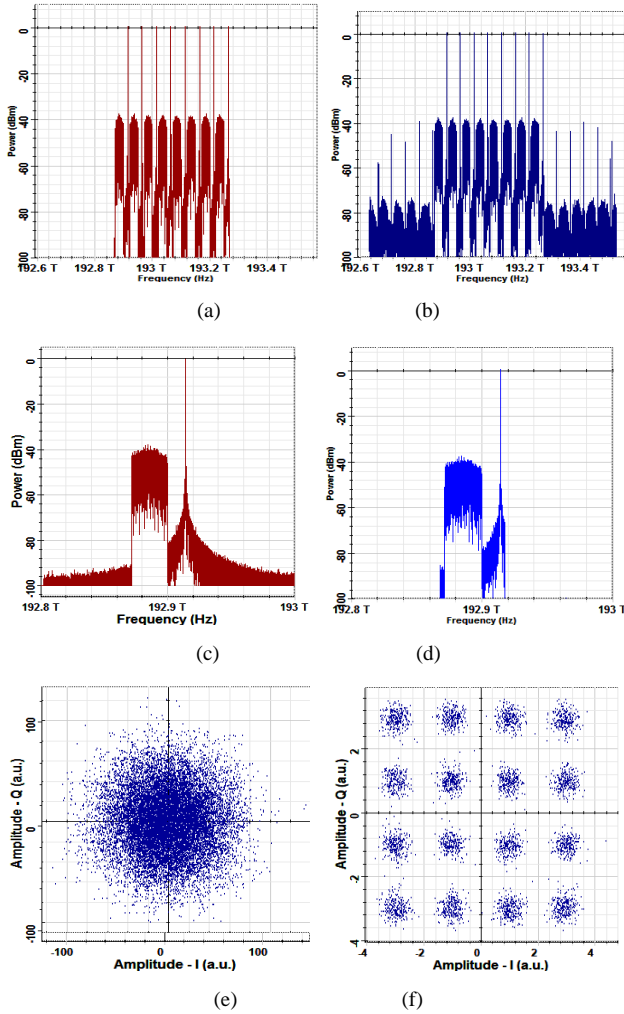 0
-20
-40
-60
-80
-100
Power (dBm)
192.6 T 192.8 T 193 T 193.2 T 193.4 T
Frequency (Hz)
(a)
0
-20
-40
-60
-80
Power (dBm)
192.6 T 192.8 T 193 T 193.2 T 193.4 T
Frequency (Hz)
(b)
0
-20
-40
-60
-80
-100
Power (dBm)
192.8 T 192.9 T 193 T
Frequency (Hz)
(c)
0
-20
-40
-60
-80
-100
Power (dBm)
192.8 T 192.9 T 193 T
Frequency (Hz)
(d)
100
0
-100
Amplitude - Q (a.u.)
-100 0 100
Amplitude - I (a.u.)
(e)
2
0
-2
-4
Amplitude - Q (a.u.)
-4 -2 0 2 4
Amplitude - I (a.u.)
(f)